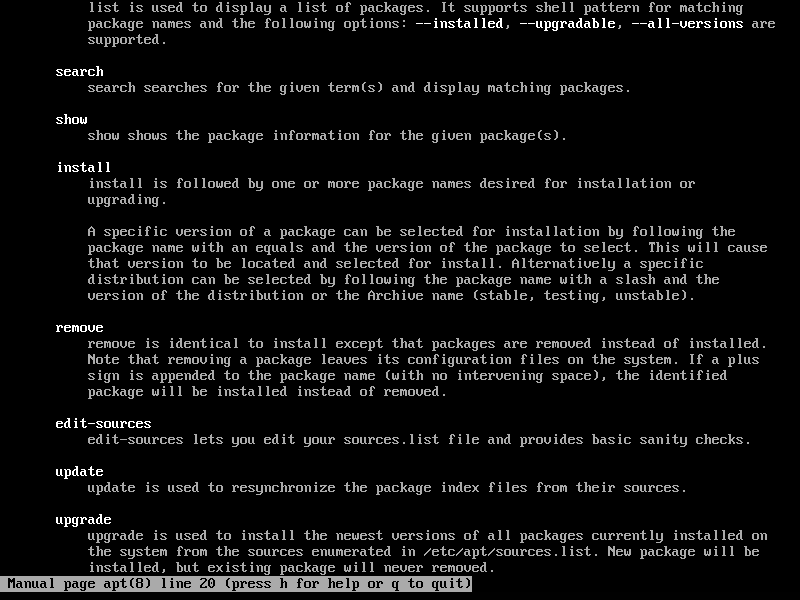 list is used to display a list of packages. It supports shell pattern for matching
package names and the following options: --installed, --upgradable, --all-versions are
supported.
search
search searches for the given term(s) and display matching packages.
show
show shows the package information for the given package(s).
install
install is followed by one or more package names desired for installation or
upgrading.
A specific version of a package can be selected for installation by following the
package name with an equals and the version of the package to select. This will cause
that version to be located and selected for install. Alternatively a specific
distribution can be selected by following the package name with a slash and the
version of the distribution or the Archive name (stable, testing, unstable).
remove
remove is identical to install except that packages are removed instead of installed.
Note that removing a package leaves its configuration files on the system. If a plus
sign is appended to the package name (with no intervening space), the identified
package will be installed instead of removed.
edit-sources
edit-sources lets you edit your sources.list file and provides basic sanity checks.
update
update is used to resynchronize the package index files from their sources.
upgrade
upgrade is used to install the newest versions of all packages currently installed on
the system from the sources enumerated in /etc/apt/sources.list. New package will be
installed, but existing package will never removed.
Manual page apt(8) line 20 (press h for help or q to quit)